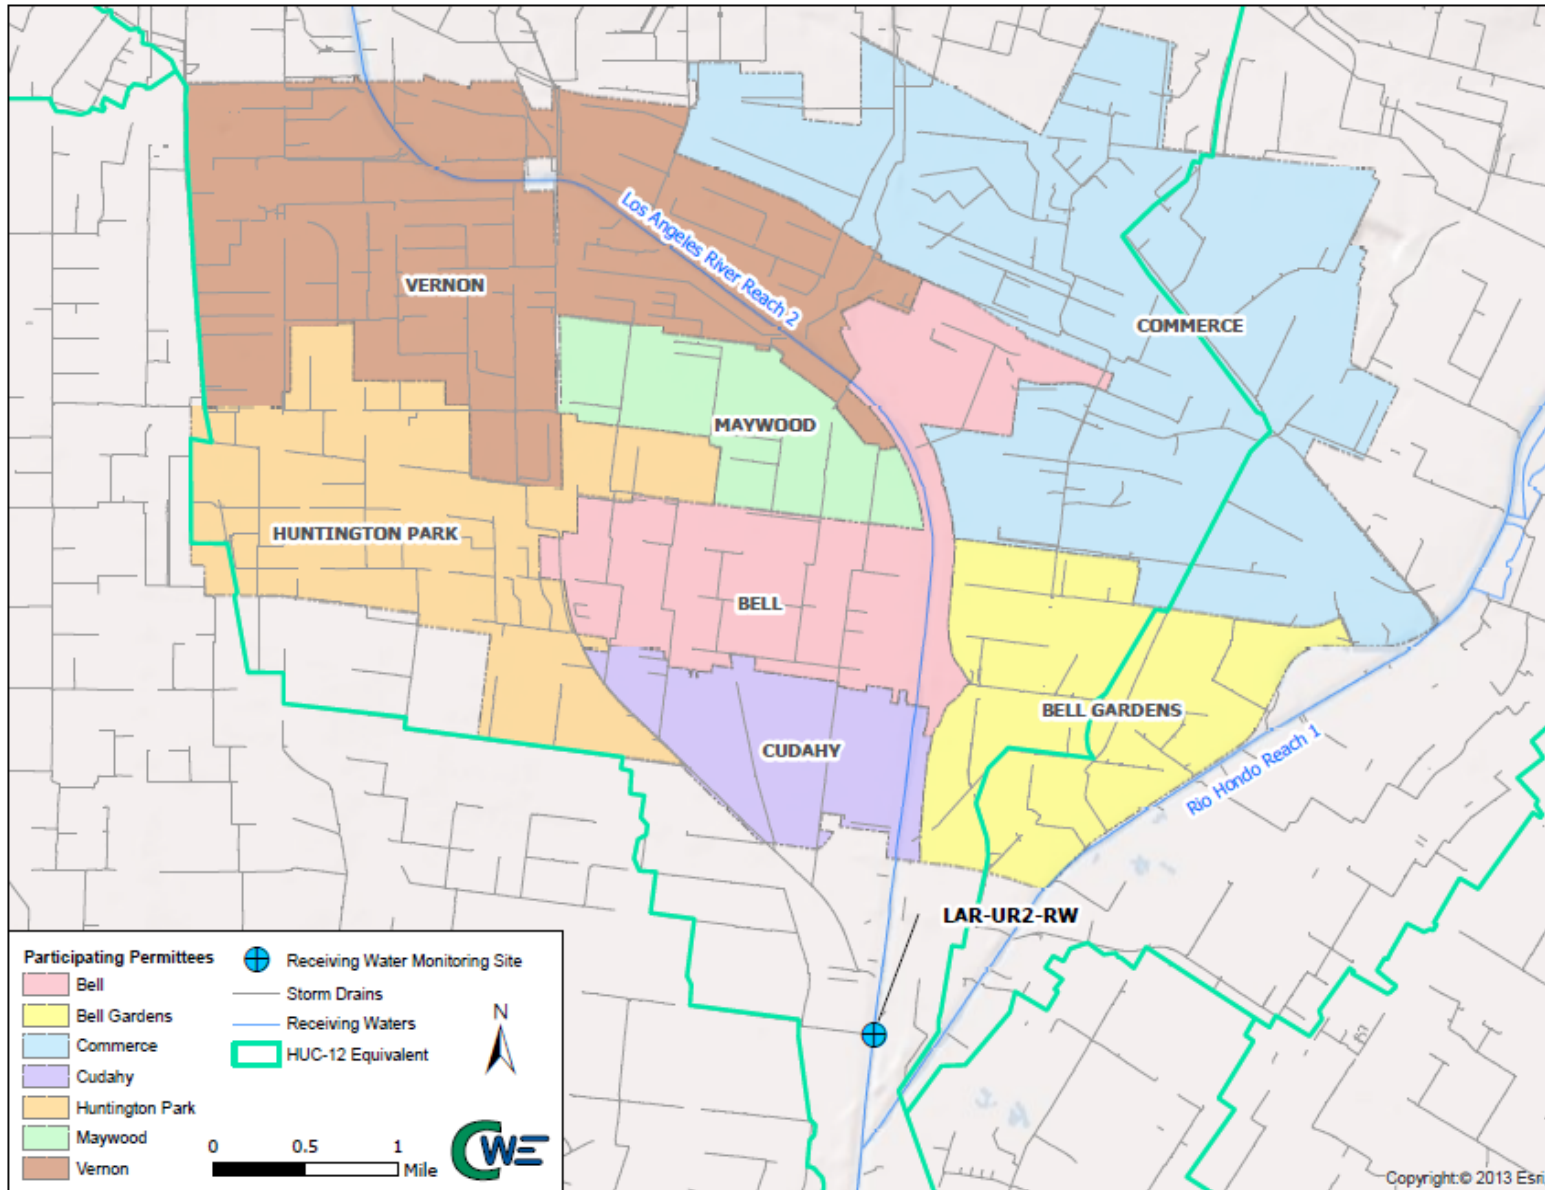 Los Angeles River Reach 2
VERNON
COMMERCE
MAYWOOD
HUNTINGTON PARK
BELL
BELL GARDENS
CUDAHY
Rio Hondo Reach 1
LAR-UR2-RW
Participating Permittees
Bell
Bell Gardens
Commerce
Cudahy
Huntington Park
Maywood
Vernon
Receiving Water Monitoring Site
Storm Drains
Receiving Waters
HUC-12 Equivalent
N
0 0.5 1
Mile
CWE
Copyright:© 2013 Esri